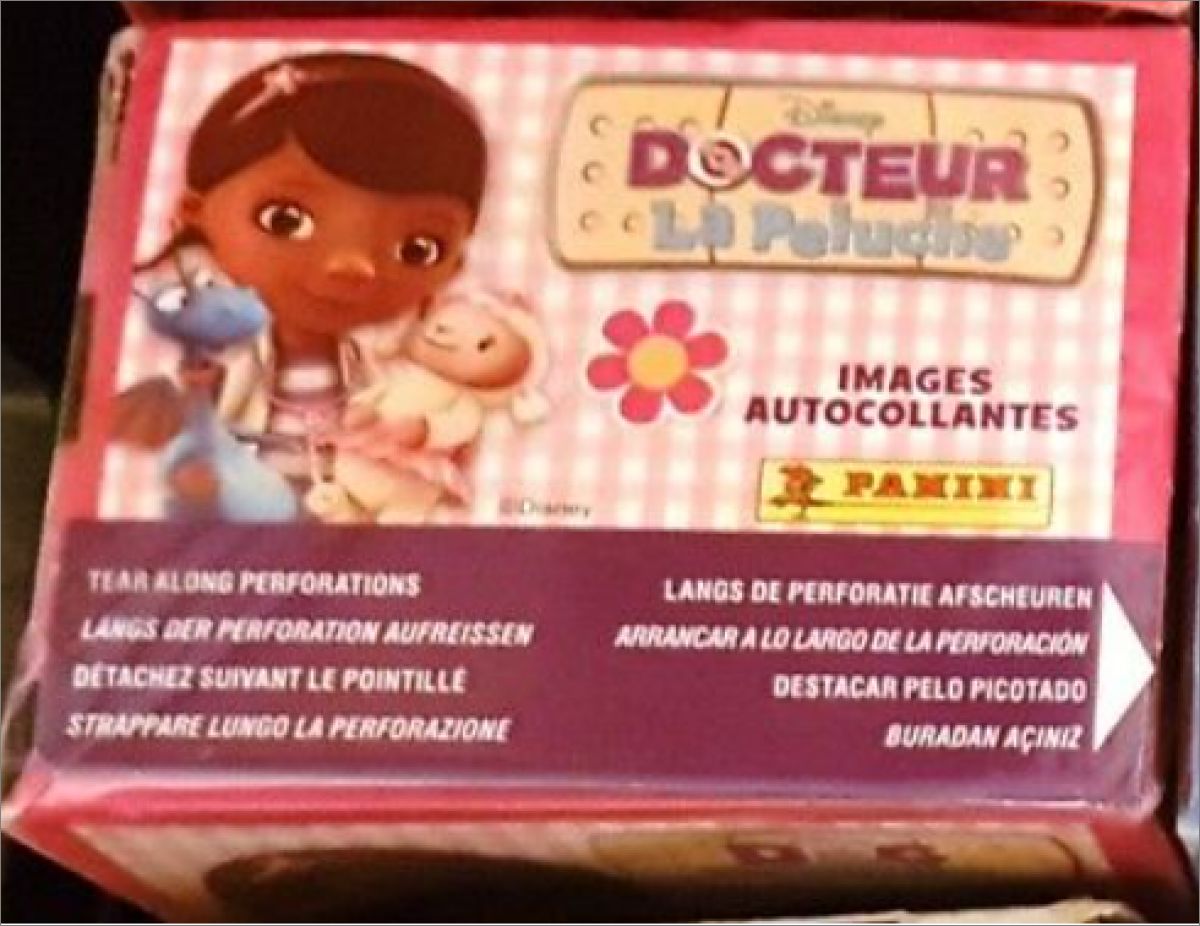 Disney
DOCTEUR
La Peluche
IMAGES
AUTOCOLLANTES
PANINI
©Disney
TEAR ALONG PERFORATIONS
LANGS DER PERFORATION AUFREISSEN
DÉTACHEZ SUIVANT LE POINTILLÉ
STRAPPARE LUNGO LA PERFORAZIONE
LANGS DE PERFORATIE AFSCHEUREN
ARRANCAR A LO LARGO DE LA PERFORACIÓN
DESTACAR PELO PICOTADO
BURADAN AÇINIZ